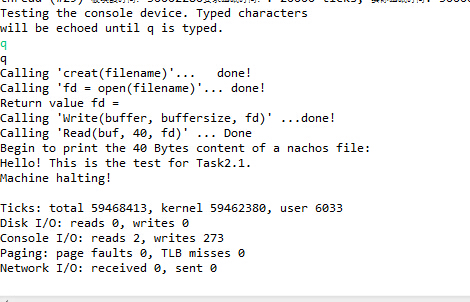 Testing the console device. Typed characters
will be echoed until q is typed.
q
q
Calling 'creat(filename)'... done!
Calling 'fd = open(filename)'... done!
Return value fd =
Calling 'Write(buffer, buffersize, fd)' ...done!
Calling 'Read(buf, 40, fd)' ... Done
Begin to print the 40 Bytes content of a nachos file:
Hello! This is the test for Task2.1.
Machine halting!
Ticks: total 59468413, kernel 59462380, user 6033
Disk I/O: reads 0, writes 0
Console I/O: reads 2, writes 273
Paging: page faults 0, TLB misses 0
Network I/O: received 0, sent 0